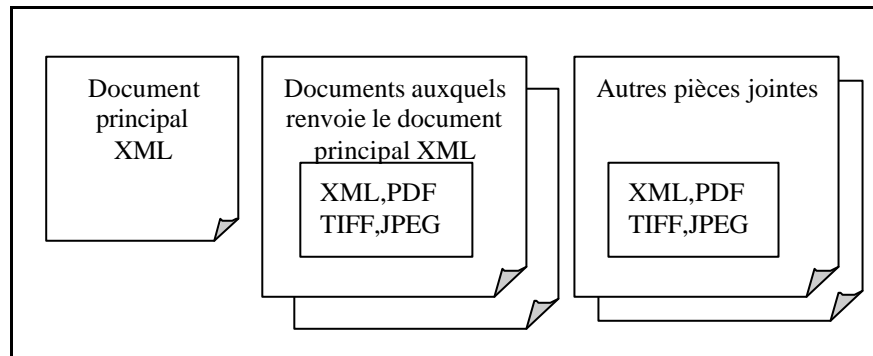 Document
principal
XML
Documents auxquels
renvoie le document
principal XML
XML,PDF
TIFF,JPEG
Autres pièces jointes
XML,PDF
TIFF,JPEG